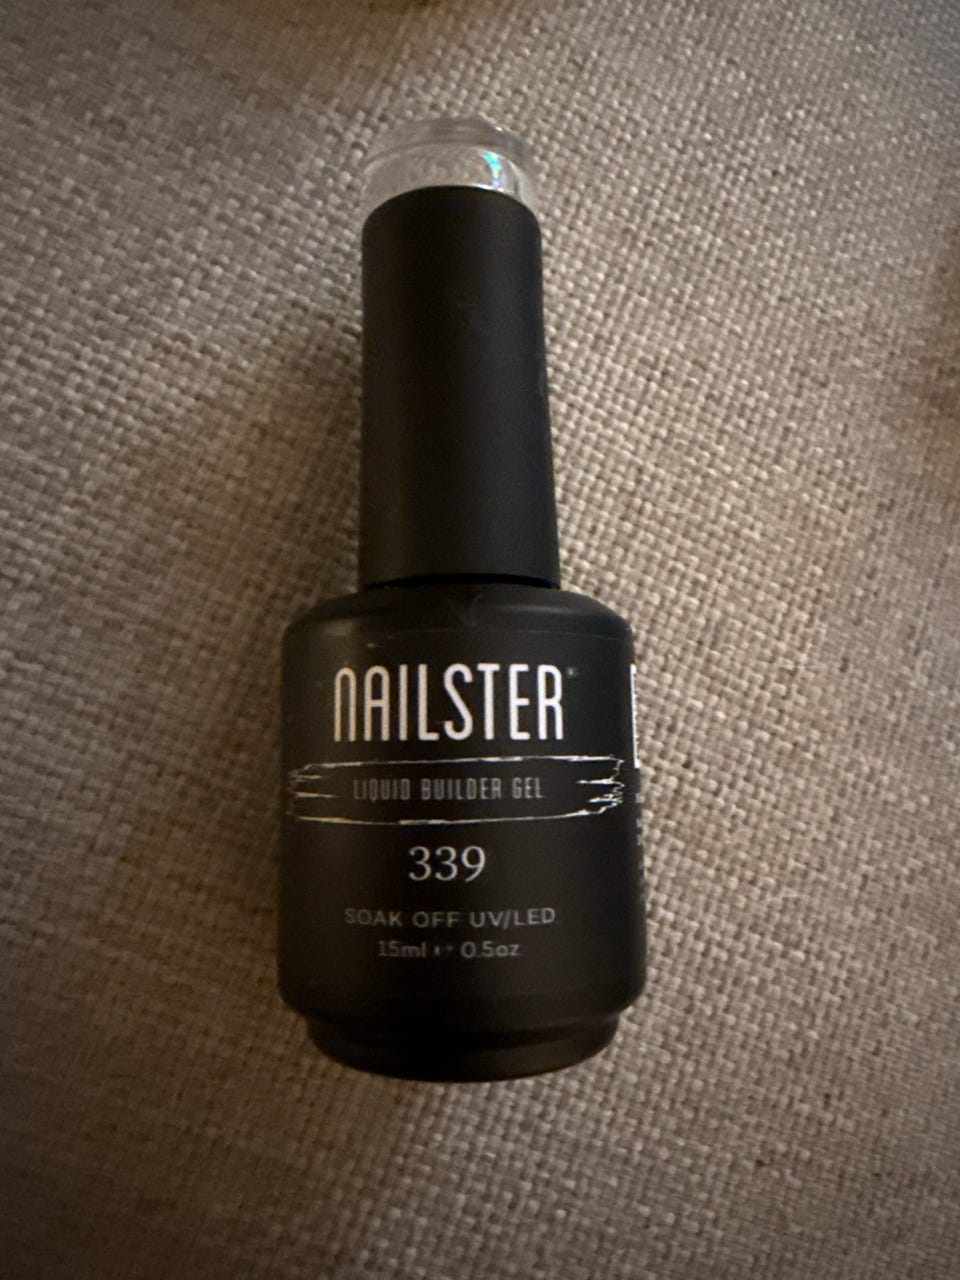 NAILSTER®
LIQUID BUILDER GEL
339
SOAK OFF UV/LED
15ml e 0.5oz